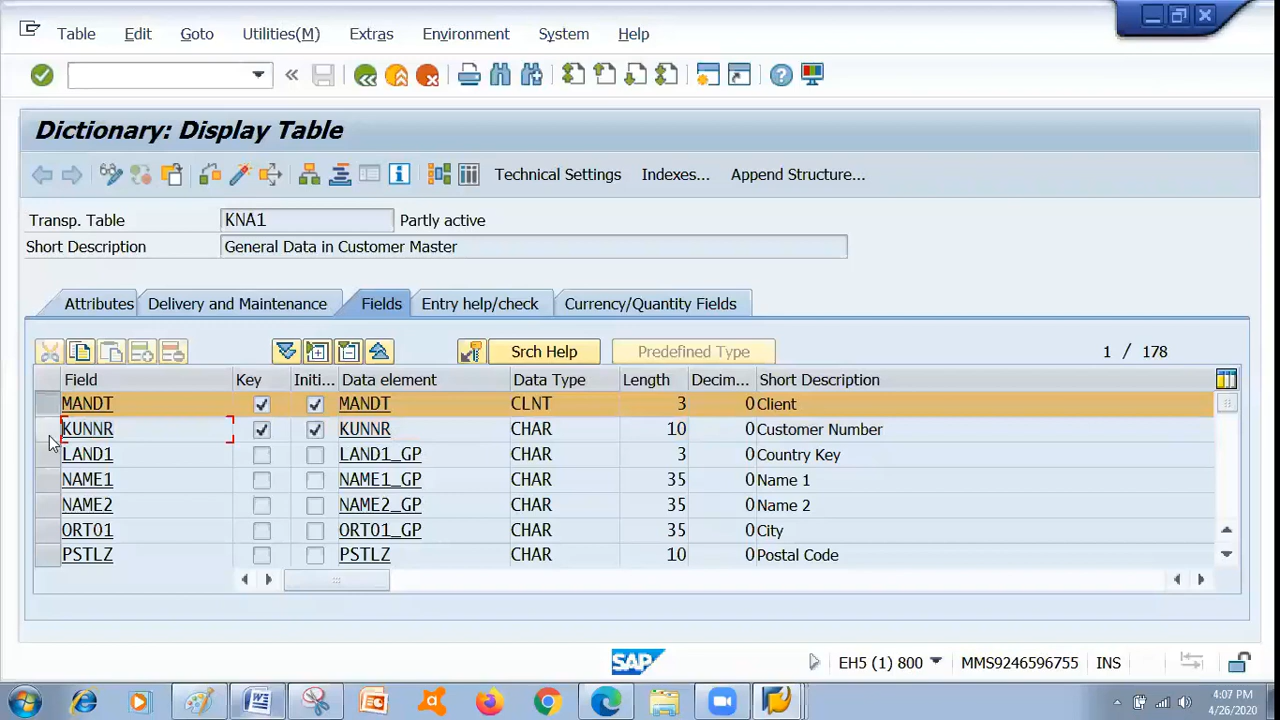 Table Edit Goto Utilities(M) Extras Environment System Help
Dictionary: Display Table
Technical Settings Indexes... Append Structure...
Transp. Table KNA1 Partly active
Short Description General Data in Customer Master
Attributes Delivery and Maintenance Fields Entry help/check Currency/Quantity Fields
Srch Help Predefined Type 1 / 178
Field Key Initi... Data element Data Type Length Decim... Short Description
MANDT MANDT CLNT 3 0 Client
KUNNR KUNNR CHAR 10 0 Customer Number
LAND1 LAND1_GP CHAR 3 0 Country Key
NAME1 NAME1_GP CHAR 35 0 Name 1
NAME2 NAME2_GP CHAR 35 0 Name 2
ORT01 ORT01_GP CHAR 35 0 City
PSTLZ PSTLZ CHAR 10 0 Postal Code
SAP EH5 (1) 800 MMS9246596755 INS
4:07 PM
4/26/2020